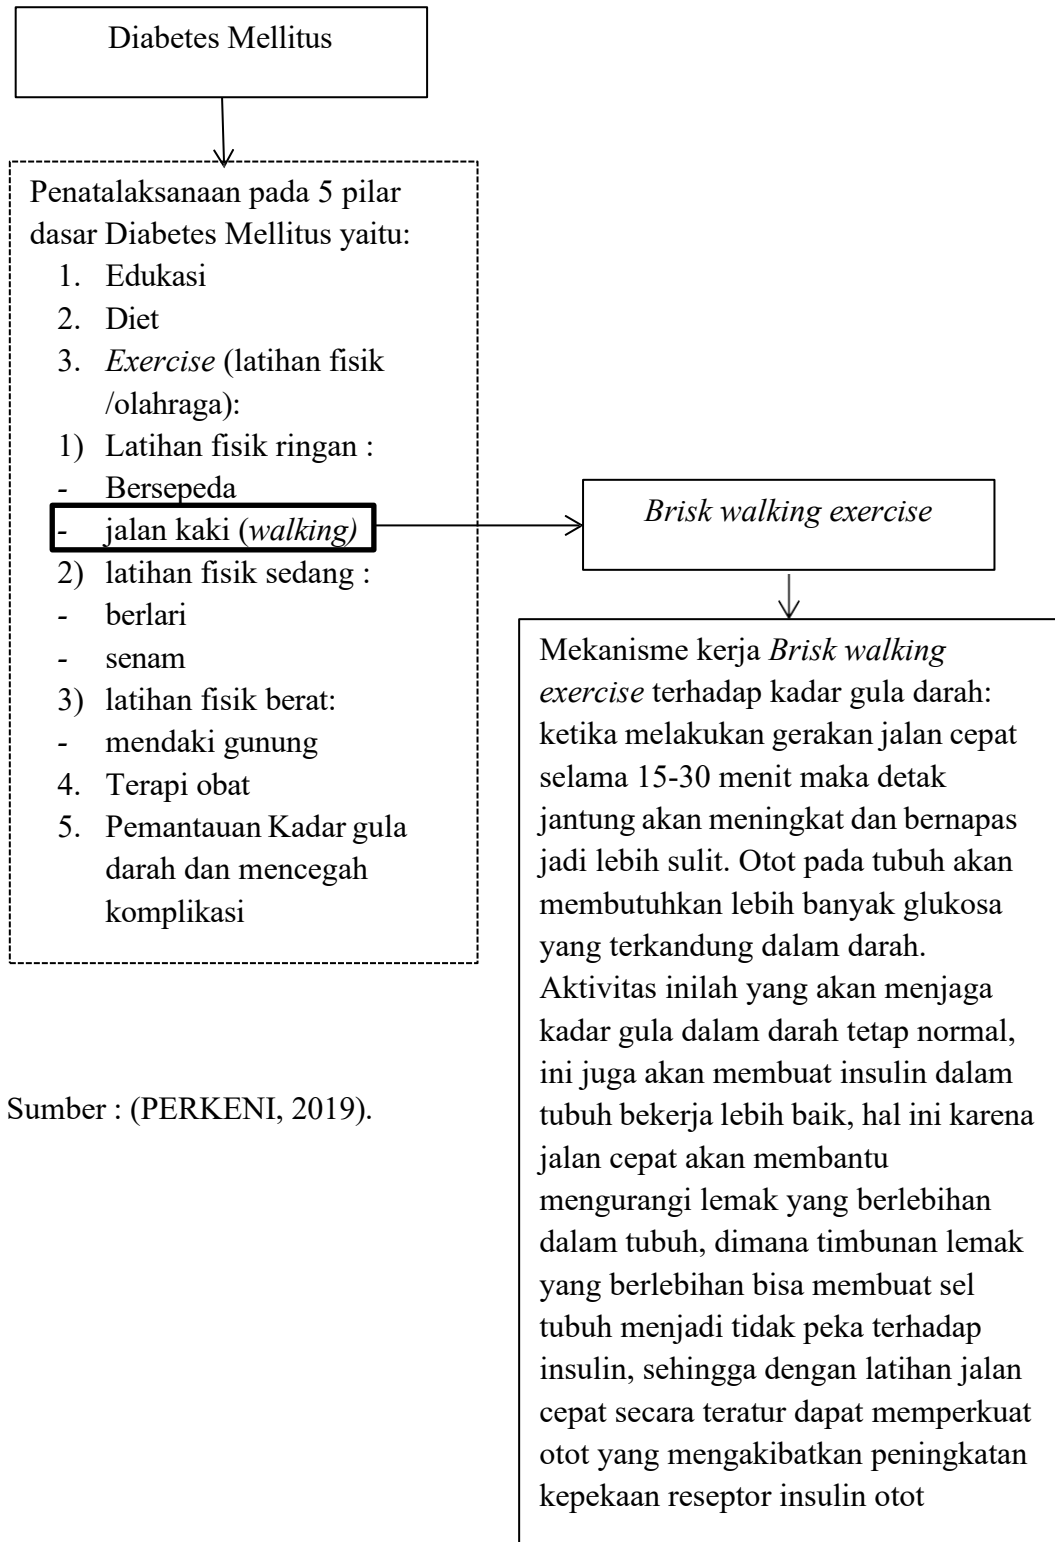 Diabetes Mellitus
Penatalaksanaan pada 5 pilar
dasar Diabetes Mellitus yaitu:
1. Edukasi
2. Diet
3. Exercise (latihan fisik
/olahraga):
1) Latihan fisik ringan :
- Bersepeda
- jalan kaki (walking)
2) latihan fisik sedang :
- berlari
- senam
3) latihan fisik berat:
- mendaki gunung
4. Terapi obat
5. Pemantauan Kadar gula
darah dan mencegah
komplikasi
Brisk walking exercise
Mekanisme kerja Brisk walking
exercise terhadap kadar gula darah:
ketika melakukan gerakan jalan cepat
selama 15-30 menit maka detak
jantung akan meningkat dan bernapas
jadi lebih sulit. Otot pada tubuh akan
membutuhkan lebih banyak glukosa
yang terkandung dalam darah.
Aktivitas inilah yang akan menjaga
kadar gula dalam darah tetap normal,
ini juga akan membuat insulin dalam
tubuh bekerja lebih baik, hal ini karena
jalan cepat akan membantu
mengurangi lemak yang berlebihan
dalam tubuh, dimana timbunan lemak
yang berlebihan bisa membuat sel
tubuh menjadi tidak peka terhadap
insulin, sehingga dengan latihan jalan
cepat secara teratur dapat memperkuat
otot yang mengakibatkan peningkatan
kepekaan reseptor insulin otot
Sumber : (PERKENI, 2019).